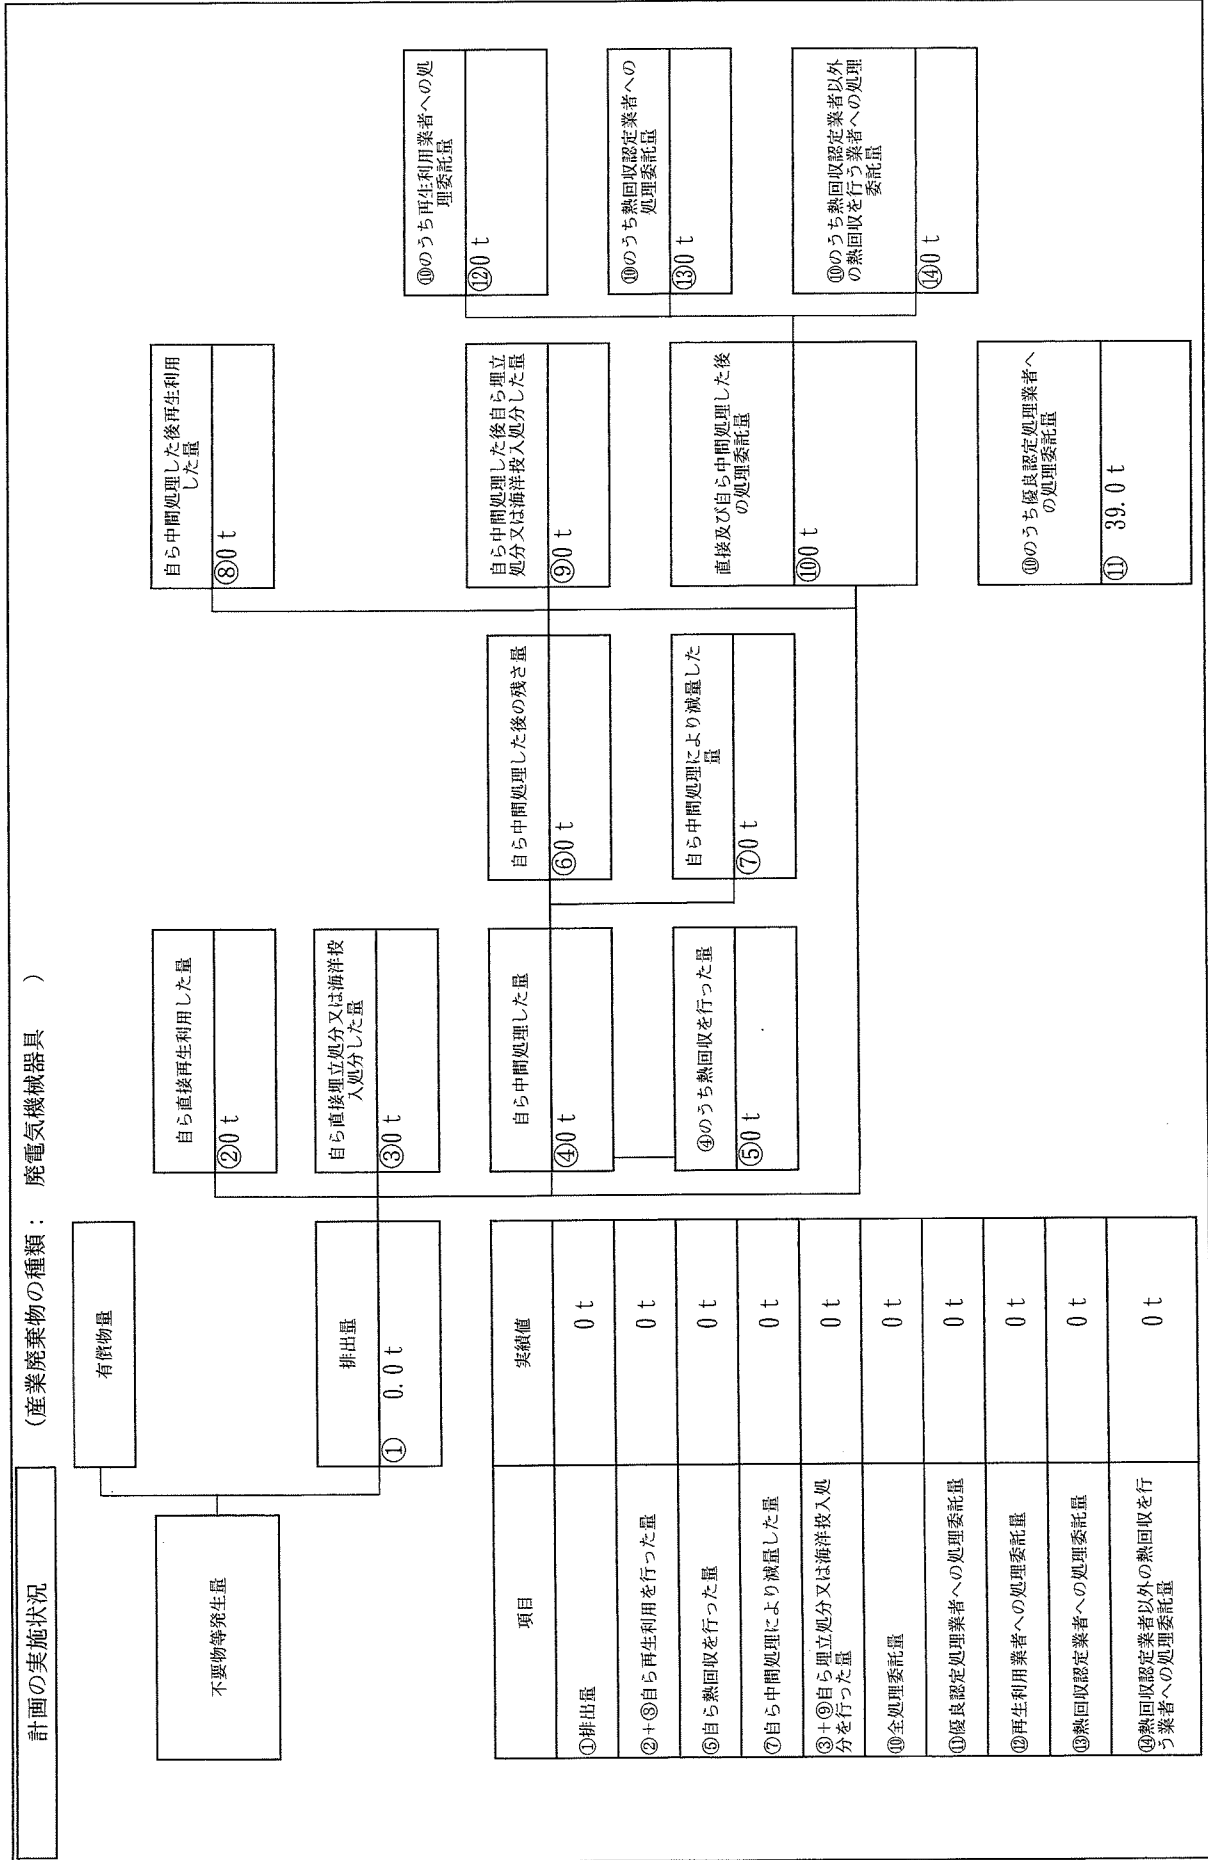 計画の実施状況
(産業廃棄物の種類： 廃電気機械器具 )
不要物等発生量
有償物量
排出量
① 0.0 t
自ら直接再生利用した量
②0 t
自ら直接埋立処分又は海洋投
入処分した量
③0 t
自ら中間処理した量
④0 t
④のうち熱回収を行った量
⑤0 t
自ら中間処理した後の残さ量
⑥0 t
自ら中間処理により減量した
量
⑦0 t
自ら中間処理した後再生利用
した量
⑧0 t
自ら中間処理した後自ら埋立
処分又は海洋投入処分した量
⑨0 t
直接及び自ら中間処理した後
の処理委託量
⑩0 t
⑩のうち優良認定処理業者へ
の処理委託量
⑪ 39.0 t
⑩のうち再生利用業者への処
理委託量
⑫0 t
⑩のうち熱回収認定業者への
処理委託量
⑬0 t
⑩のうち熱回収認定業者以外
の熱回収を行う業者への処理
委託量
⑭0 t
項目 実績値
①排出量 0 t
②+⑧自ら再生利用を行った量 0 t
⑤自ら熱回収を行った量 0 t
⑦自ら中間処理により減量した量 0 t
③+⑨自ら埋立処分又は海洋投入処
分を行った量 0 t
⑩全処理委託量 0 t
⑪優良認定処理業者への処理委託量 0 t
⑫再生利用業者への処理委託量 0 t
⑬熱回収認定業者への処理委託量 0 t
⑭熱回収認定業者以外の熱回収を行
う業者への処理委託量 0 t